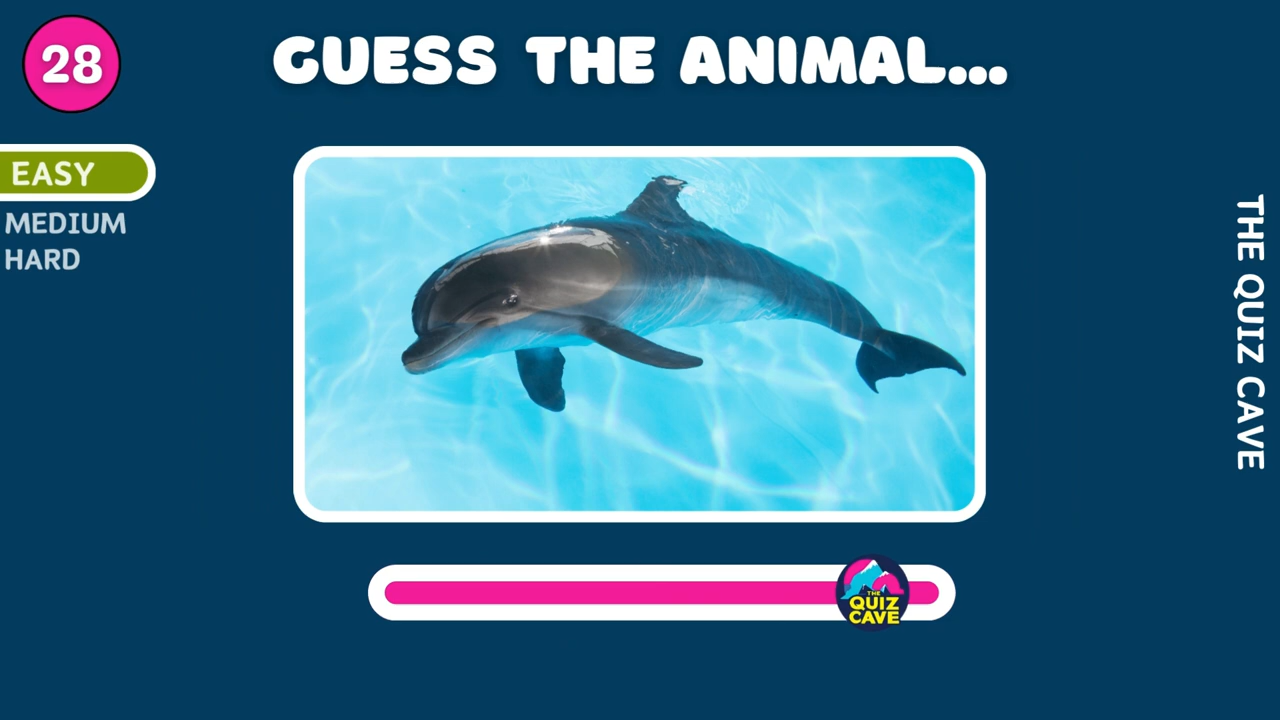 28
GUESS THE ANIMAL...
EASY
MEDIUM
HARD
THE QUIZ CAVE
THE
QUIZ
CAVE